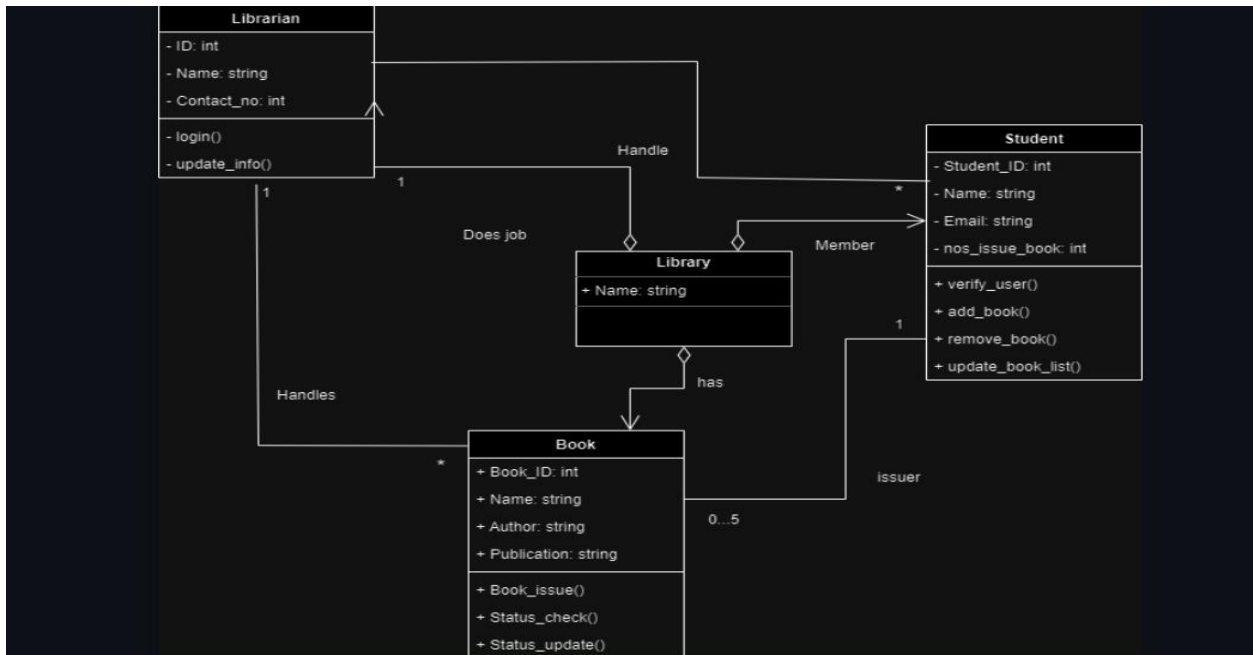 Librarian
- ID: int
- Name: string
- Contact_no: int
- login()
- update_info()
1
1
Handle
*
Student
- Student_ID: int
- Name: string
- Email: string
- nos_issue_book: int
+ verify_user()
+ add_book()
+ remove_book()
+ update_book_list()
Does job
Member
Library
+ Name: string
1
has
Handles
*
Book
+ Book_ID: int
+ Name: string
+ Author: string
+ Publication: string
+ Book_issue()
+ Status_check()
+ Status_update()
issuer
0...5